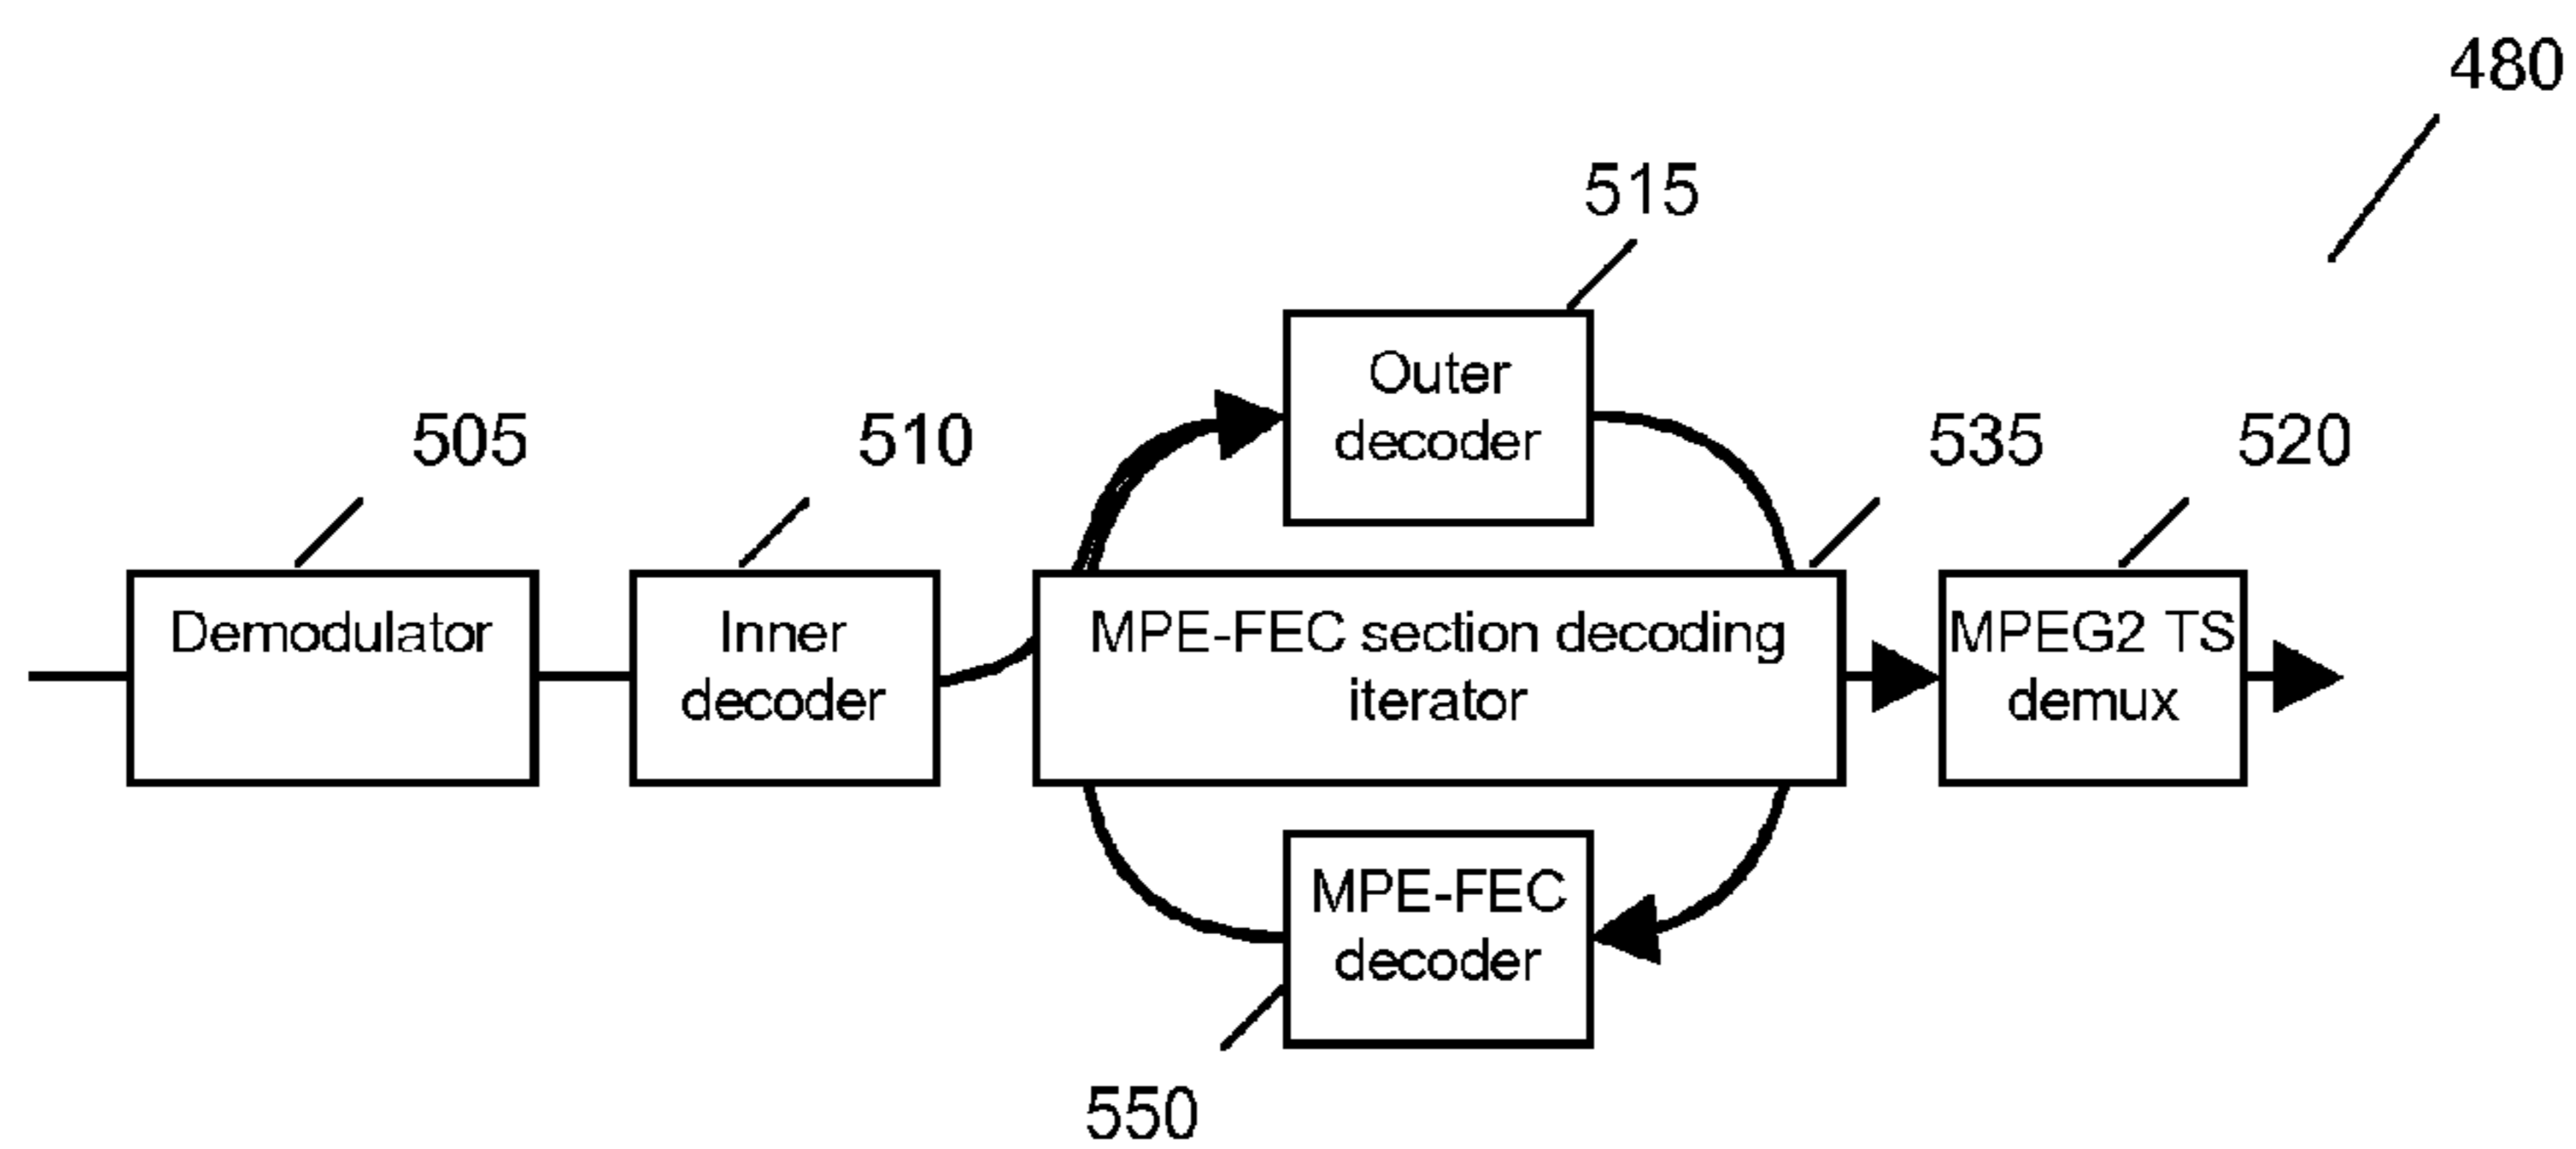 480
515
Outer
decoder
505
510
535
520
Demodulator
Inner
decoder
MPE-FEC section decoding
iterator
MPEG2 TS
demux
MPE-FEC
decoder
550